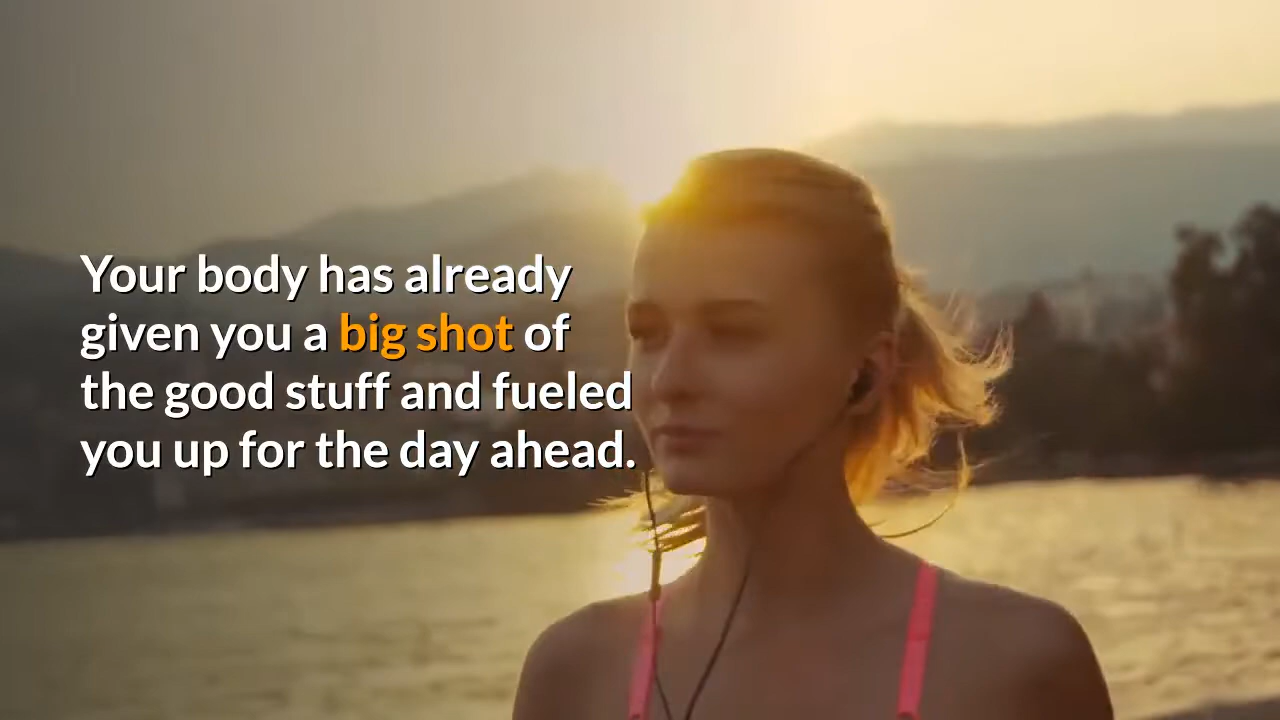 Your body has already
given you a big shot of
the good stuff and fueled
you up for the day ahead.